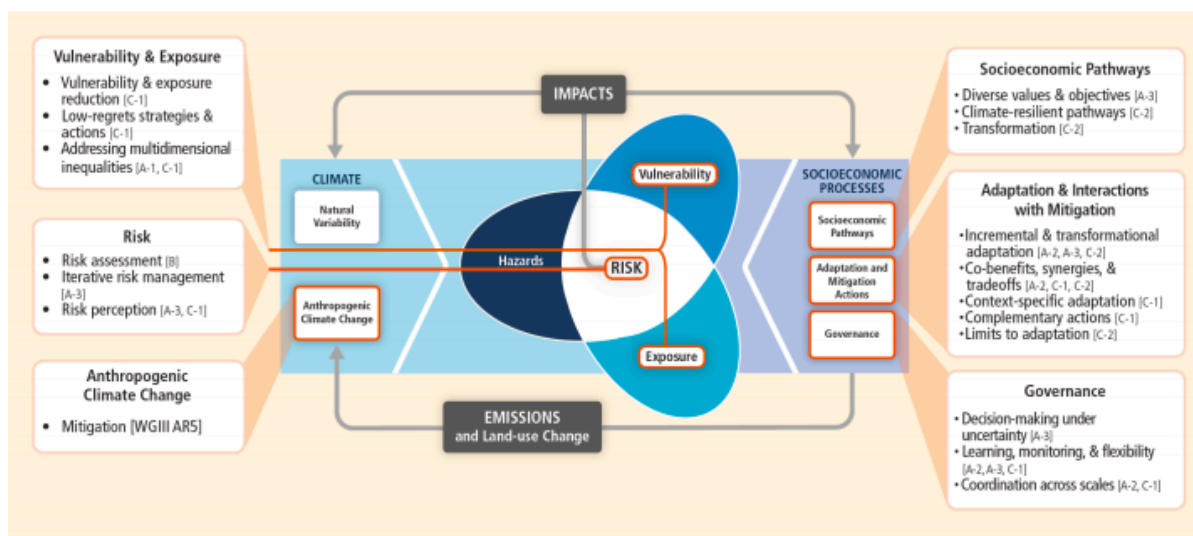 Vulnerability & Exposure
• Vulnerability & exposure
reduction [C-1]
• Low-regrets strategies &
actions [C-1]
• Addressing multidimensional
inequalities [A-1, C-1]
Risk
• Risk assessment [B]
• Iterative risk management
[A-3]
• Risk perception [A-3, C-1]
Anthropogenic
Climate Change
• Mitigation [WGIII AR5]
IMPACTS
CLIMATE
Natural
Variability
Anthropogenic
Climate Change
Hazards
Vulnerability
RISK
Exposure
EMISSIONS
and Land-use Change
SOCIOECONOMIC
PROCESSES
Socioeconomic
Pathways
Adaptation and
Mitigation
Actions
Governance
Socioeconomic Pathways
• Diverse values & objectives [A-3]
• Climate-resilient pathways [C-2]
• Transformation [C-2]
Adaptation & Interactions
with Mitigation
• Incremental & transformational
adaptation [A-2, A-3, C-2]
• Co-benefits, synergies, &
tradeoffs [A-2, C-1, C-2]
• Context-specific adaptation [C-1]
• Complementary actions [C-1]
• Limits to adaptation [C-2]
Governance
• Decision-making under
uncertainty [A-3]
• Learning, monitoring, & flexibility
[A-2, A-3, C-1]
• Coordination across scales [A-2, C-1]